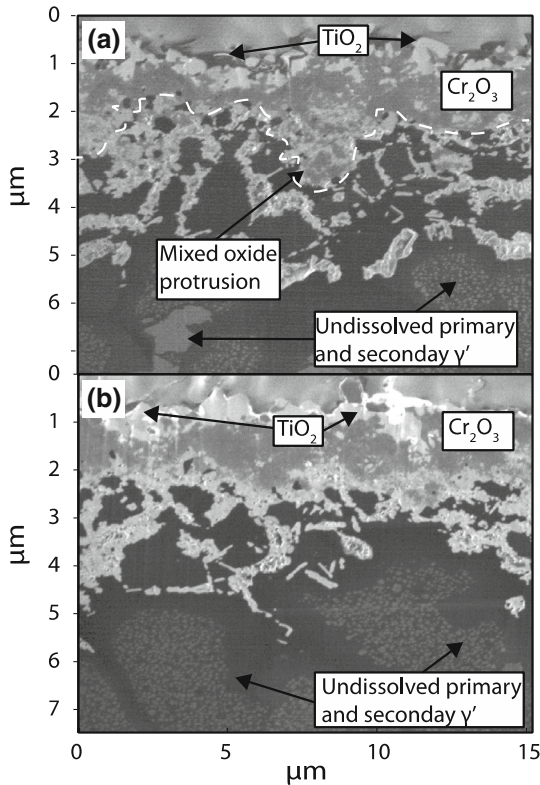 0
(a)
TiO2
1
Cr2O3
2
3
μm
4
Mixed oxide
protrusion
5
6
Undissolved primary
and seconday γ'
0
(b)
1
TiO2
Cr2O3
2
3
4
μm
5
6
Undissolved primary
and seconday γ'
7
0
5
10
15
μm